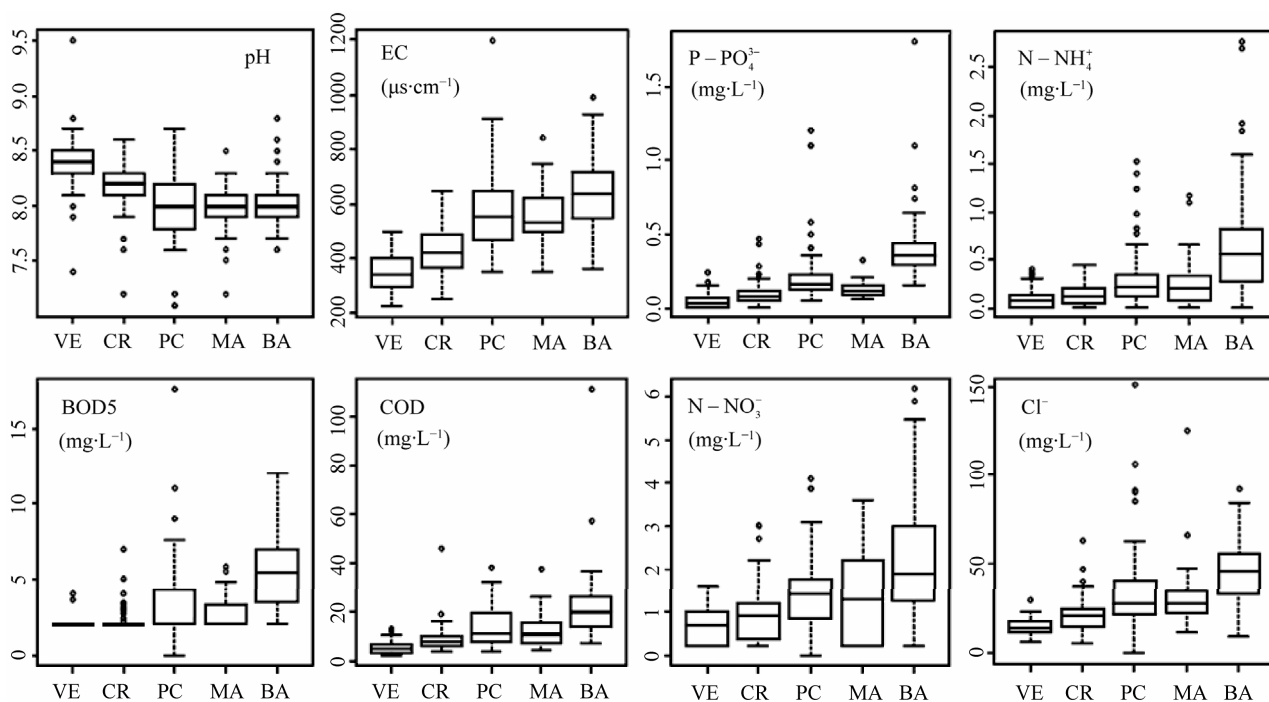 pH
9.5
9.0
8.5
8.0
7.5
VE CR PC MA BA
EC
(μs·cm⁻¹)
1200
1000
800
600
400
200
VE CR PC MA BA
P – PO₄³⁻
(mg·L⁻¹)
1.5
1.0
0.5
0.0
VE CR PC MA BA
N – NH₄⁺
(mg·L⁻¹)
2.5
2.0
1.5
1.0
0.5
0.0
VE CR PC MA BA
BOD5
(mg·L⁻¹)
15
10
5
0
VE CR PC MA BA
COD
(mg·L⁻¹)
100
80
60
40
20
0
VE CR PC MA BA
N – NO₃⁻
(mg·L⁻¹)
6
5
4
3
2
1
0
VE CR PC MA BA
Cl⁻
(mg·L⁻¹)
150
100
50
0
VE CR PC MA BA